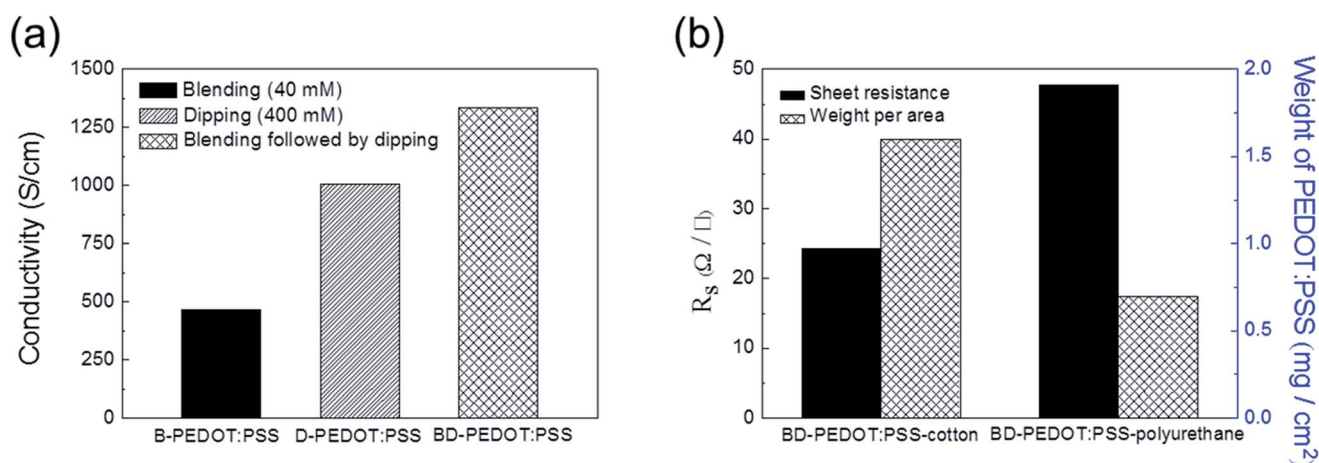 (a)
Conductivity (S/cm)
1500
1250
1000
750
500
250
0
Blending (40 mM)
Dipping (400 mM)
Blending followed by dipping
B-PEDOT:PSS D-PEDOT:PSS BD-PEDOT:PSS
(b)
R_S (Ω / □)
50
40
30
20
10
0
Sheet resistance
Weight per area
BD-PEDOT:PSS-cotton BD-PEDOT:PSS-polyurethane
2.0
1.5
1.0
0.5
0.0
Weight of PEDOT:PSS (mg / cm²)